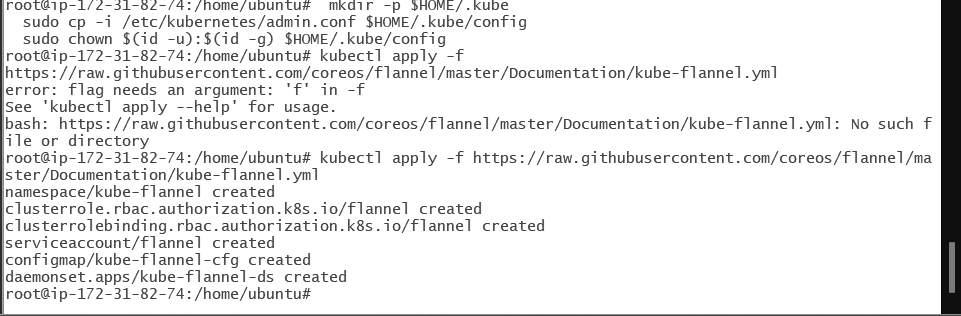 root@ip-172-31-82-74:/home/ubuntu#  mkdir -p $HOME/.kube
  sudo cp -i /etc/kubernetes/admin.conf $HOME/.kube/config
  sudo chown $(id -u):$(id -g) $HOME/.kube/config
root@ip-172-31-82-74:/home/ubuntu# kubectl apply -f
https://raw.githubusercontent.com/coreos/flannel/master/Documentation/kube-flannel.yml
error: flag needs an argument: 'f' in -f
See 'kubectl apply --help' for usage.
bash: https://raw.githubusercontent.com/coreos/flannel/master/Documentation/kube-flannel.yml: No such f
ile or directory
root@ip-172-31-82-74:/home/ubuntu# kubectl apply -f https://raw.githubusercontent.com/coreos/flannel/ma
ster/Documentation/kube-flannel.yml
namespace/kube-flannel created
clusterrole.rbac.authorization.k8s.io/flannel created
clusterrolebinding.rbac.authorization.k8s.io/flannel created
serviceaccount/flannel created
configmap/kube-flannel-cfg created
daemonset.apps/kube-flannel-ds created
root@ip-172-31-82-74:/home/ubuntu#